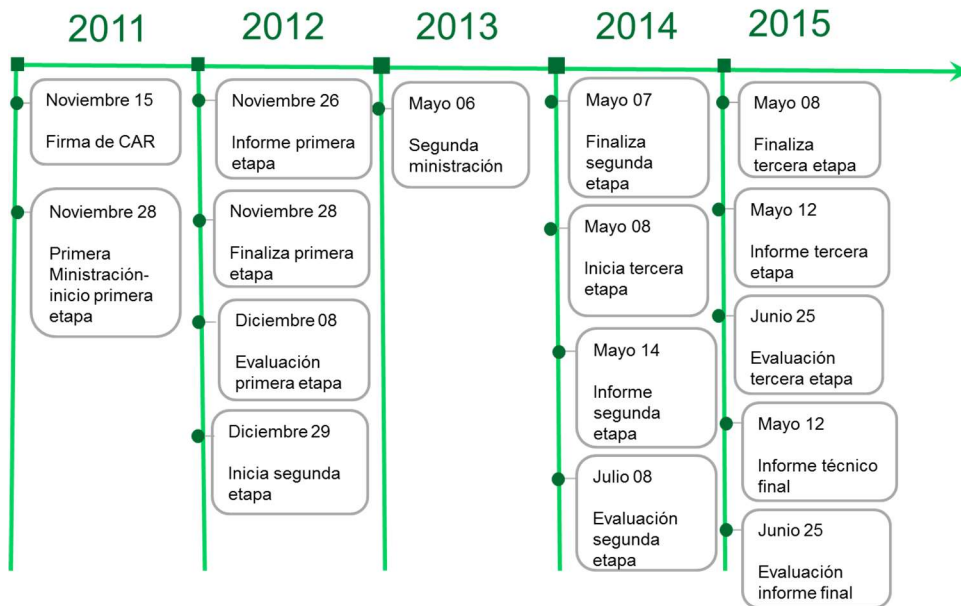 2011
2012
2013
2014
2015
Noviembre 15
Firma de CAR
Noviembre 28
Primera
Ministración-
inicio primera
etapa
Noviembre 26
Informe primera
etapa
Noviembre 28
Finaliza primera
etapa
Diciembre 08
Evaluación
primera etapa
Diciembre 29
Inicia segunda
etapa
Mayo 06
Segunda
ministración
Mayo 07
Finaliza
segunda
etapa
Mayo 08
Inicia tercera
etapa
Mayo 14
Informe
segunda
etapa
Julio 08
Evaluación
segunda
etapa
Mayo 08
Finaliza
tercera etapa
Mayo 12
Informe tercera
etapa
Junio 25
Evaluación
tercera etapa
Mayo 12
Informe técnico
final
Junio 25
Evaluación
informe final